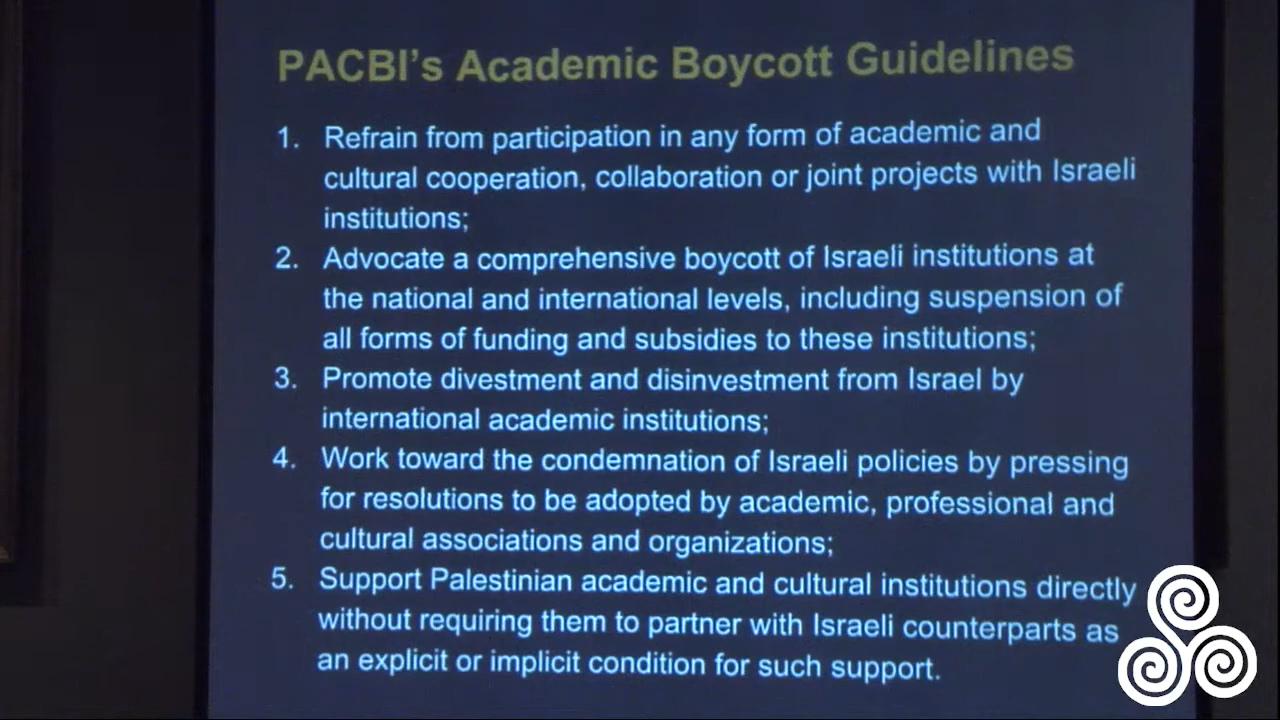 PACBI's Academic Boycott Guidelines
1. Refrain from participation in any form of academic and
cultural cooperation, collaboration or joint projects with Israeli
institutions;
2. Advocate a comprehensive boycott of Israeli institutions at
the national and international levels, including suspension of
all forms of funding and subsidies to these institutions;
3. Promote divestment and disinvestment from Israel by
international academic institutions;
4. Work toward the condemnation of Israeli policies by pressing
for resolutions to be adopted by academic, professional and
cultural associations and organizations;
5. Support Palestinian academic and cultural institutions directly
without requiring them to partner with Israeli counterparts as
an explicit or implicit condition for such support.